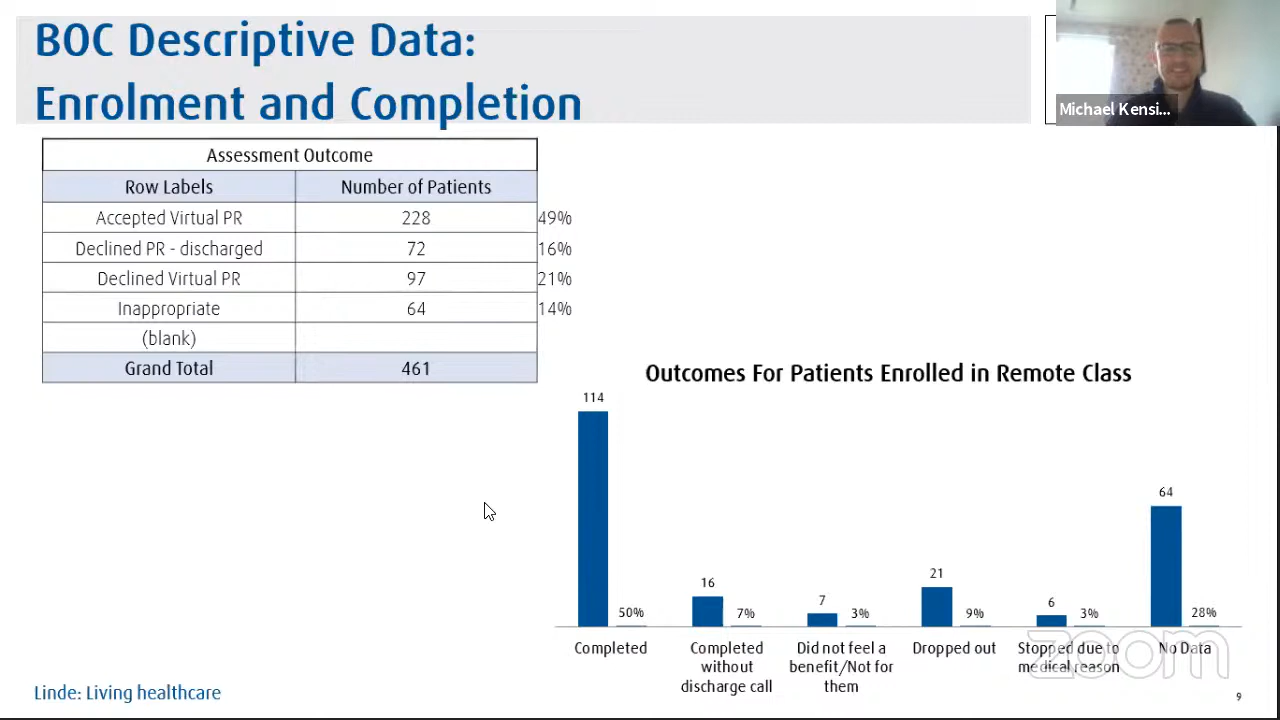 BOC Descriptive Data:
Enrolment and Completion
Michael Kensi...
Assessment Outcome
Row Labels Number of Patients
Accepted Virtual PR 228 49%
Declined PR - discharged 72 16%
Declined Virtual PR 97 21%
Inappropriate 64 14%
(blank)
Grand Total 461
Outcomes For Patients Enrolled in Remote Class
114
64
21
16
7
6
50%
7%
3%
9%
3%
28%
Completed
Completed
without
discharge call
Did not feel a
benefit/Not for
them
Dropped out
Stopped due to
medical reason
No Data
zoom
Linde: Living healthcare
9